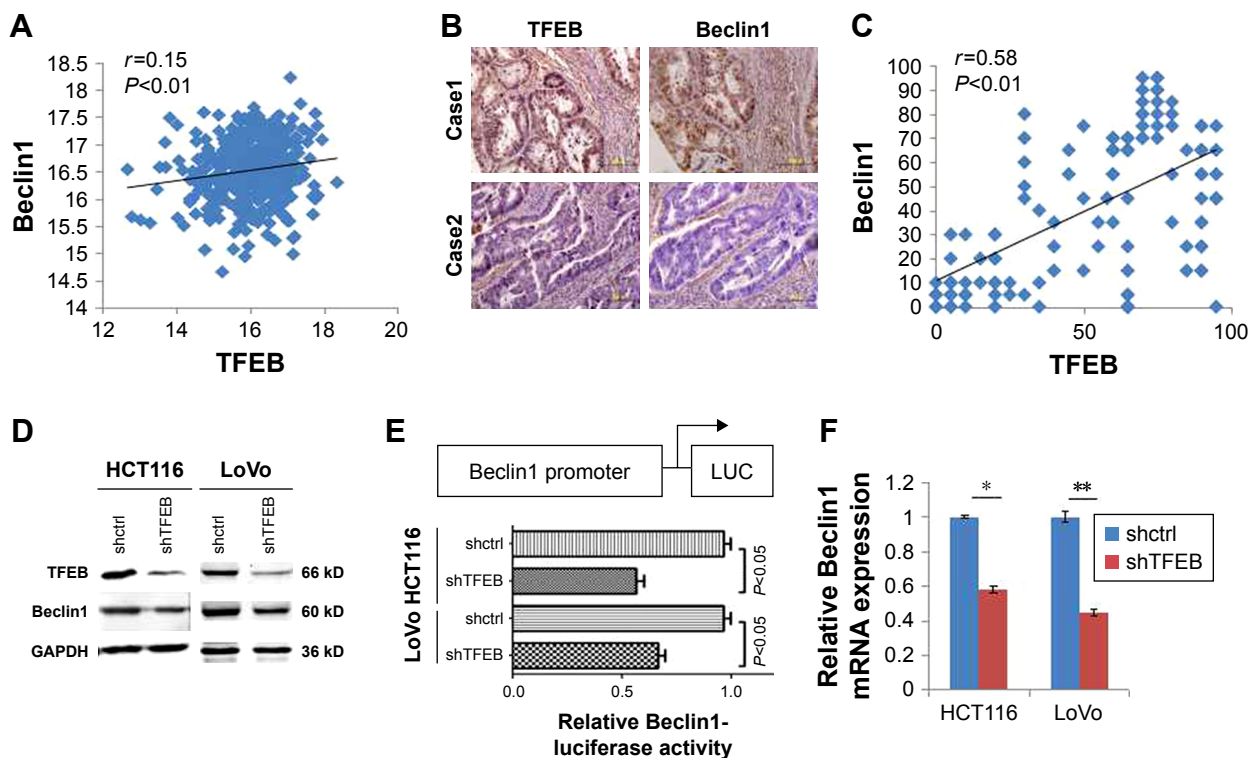 A
r=0.15
P<0.01
Beclin1
18.5
18
17.5
17
16.5
16
15.5
15
14.5
14
12
14
16
18
20
TFEB
B
TFEB
Beclin1
Case1
Case2
C
r=0.58
P<0.01
Beclin1
100
90
80
70
60
50
40
30
20
10
0
0
50
100
TFEB
D
HCT116
LoVo
shctrl
shTFEB
shctrl
shTFEB
TFEB
66 kD
Beclin1
60 kD
GAPDH
36 kD
E
Beclin1 promoter
LUC
LoVo HCT116
shctrl
shTFEB
shctrl
shTFEB
P<0.05
P<0.05
0.0
0.5
1.0
Relative Beclin1-
luciferase activity
F
Relative Beclin1
mRNA expression
1.2
1
0.8
0.6
0.4
0.2
0
*
**
shctrl
shTFEB
HCT116
LoVo